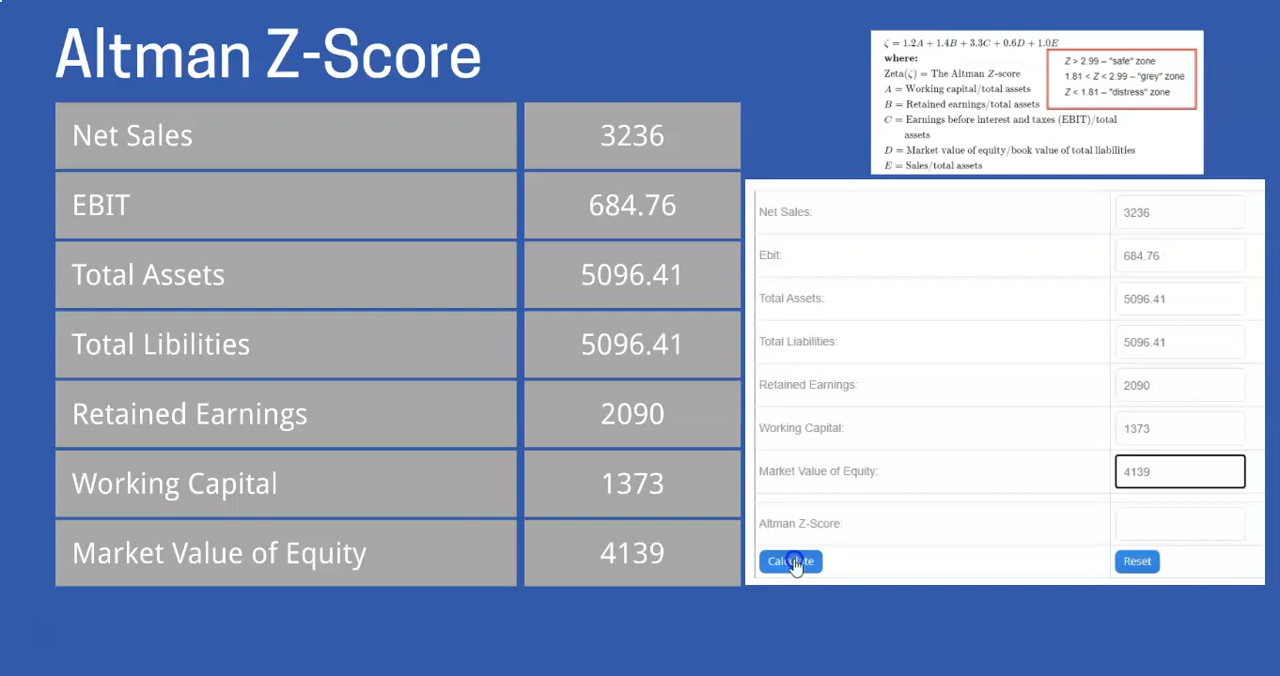 Altman Z-Score
Net Sales 3236
EBIT 684.76
Total Assets 5096.41
Total Libilities 5096.41
Retained Earnings 2090
Working Capital 1373
Market Value of Equity 4139
ζ = 1.2A + 1.4B + 3.3C + 0.6D + 1.0E
where:
Zeta(ζ) = The Altman Z-score
A = Working capital/total assets
B = Retained earnings/total assets
C = Earnings before interest and taxes (EBIT)/total
assets
D = Market value of equity/book value of total liabilities
E = Sales/total assets
Z > 2.99 – "safe" zone
1.81 < Z < 2.99 – "grey" zone
Z < 1.81 – "distress" zone
Net Sales: 3236
Ebit: 684.76
Total Assets: 5096.41
Total Liabilities: 5096.41
Retained Earnings: 2090
Working Capital: 1373
Market Value of Equity: 4139
Altman Z-Score:
Calculate Reset